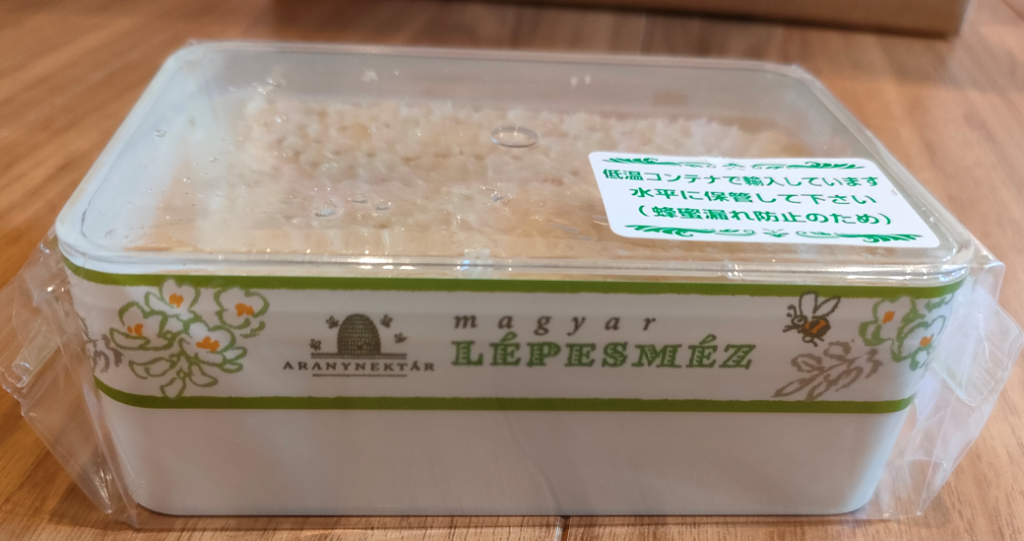 低温コンテナで輸入しています
水平に保管して下さい
（蜂蜜漏れ防止のため）
magyar
LÉPESMÉZ
ARANYNEKTÁR